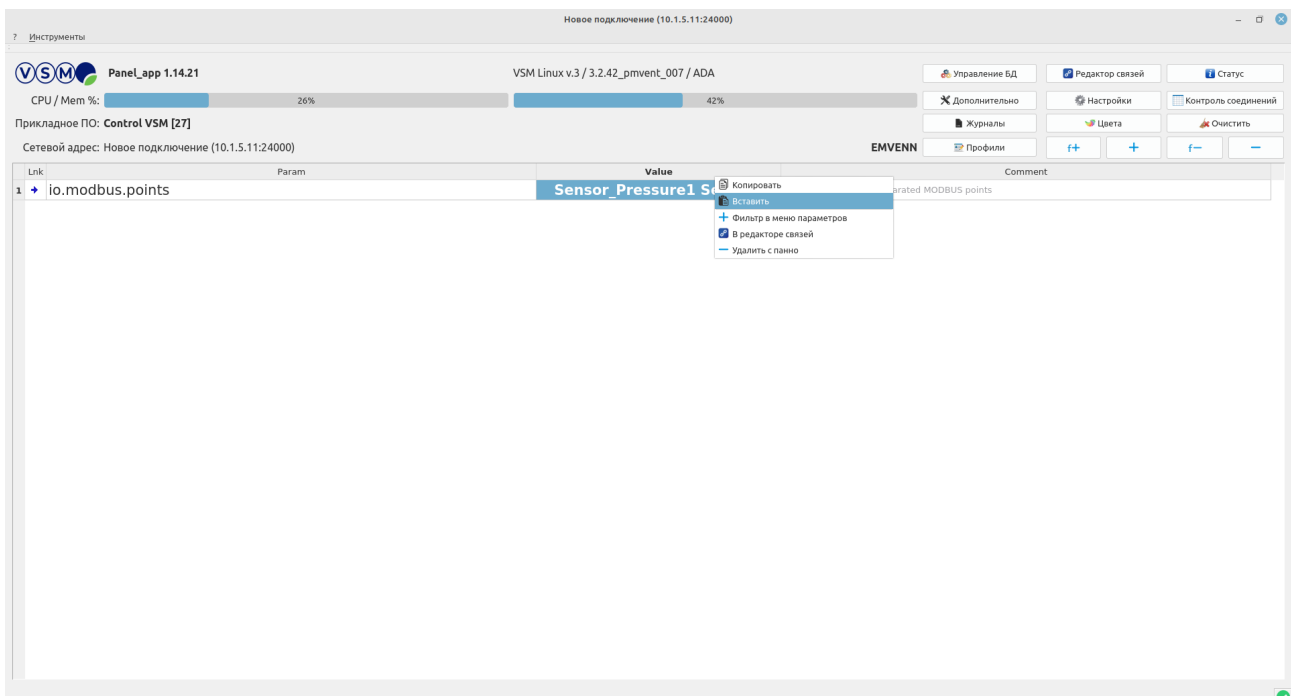 Новое подключение (10.1.5.11:24000)
? Инструменты
VSM Panel_app 1.14.21 VSM Linux v.3 / 3.2.42_pmvent_007 / ADA Управление БД Редактор связей Статус
CPU / Mem %: 26% 42% Дополнительно Настройки Контроль соединений
Прикладное ПО: Control VSM [27] Журналы Цвета Очистить
Сетевой адрес: Новое подключение (10.1.5.11:24000) EMVENN Профили f+ + f— —
Lnk Param Value Comment
1 io.modbus.points Sensor_Pressure1 MODBUS points
Копировать
Вставить
Фильтр в меню параметров
В редакторе связей
Удалить с панно